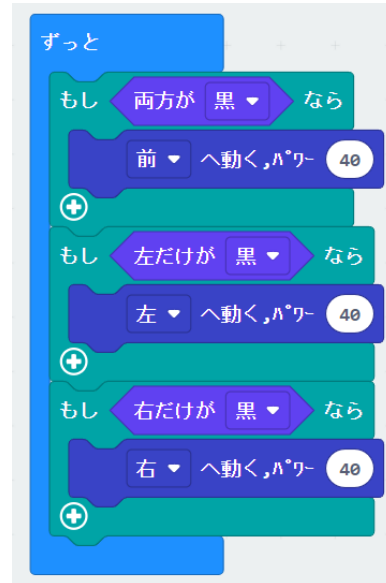 ずっと
もし 両方が 黒 なら
前 へ動く,ﾊﾟﾜｰ 40
もし 左だけが 黒 なら
左 へ動く,ﾊﾟﾜｰ 40
もし 右だけが 黒 なら
右 へ動く,ﾊﾟﾜｰ 40